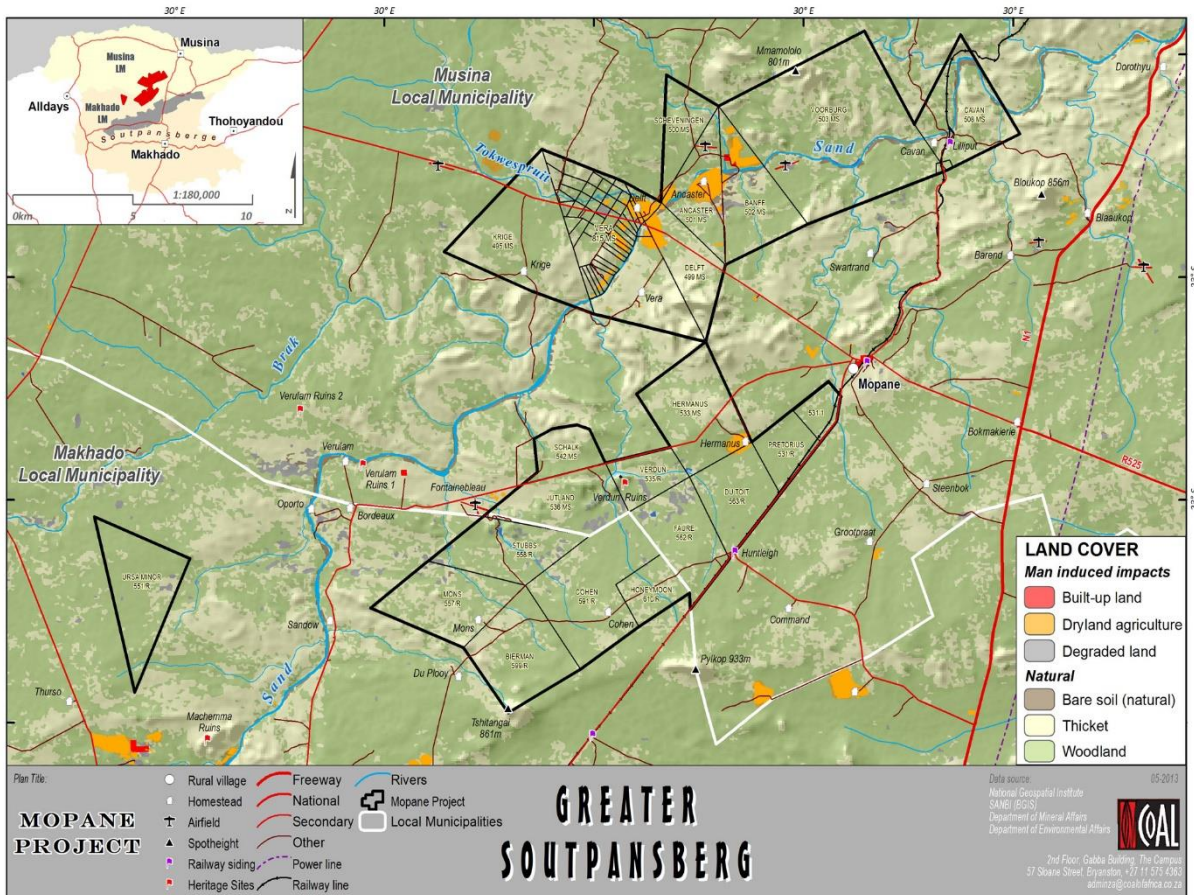 30° E
30° E
30° E
30° E
Musina
Musina
LM
Alldays
Makhado
LM
Thohoyandou
Soutpansberge
Makhado
1:180,000
0km
5
10
Z
Musina
Local Municipality
Mmamololo
801m
Dorothyu
SCHEVENINGEN
500 MS
VOORBURG
503 MS
CAVAN
508 MS
Sand
Cavan
Lilliput
Tokwespruit
Bloukop 856m
Delft
Ancaster
ANCASTER
501 MS
BANFF
502 MS
Blaaukop
KRIGE
495 MS
VERA
815 MS
Krige
DELFT
499 MS
Swartrand
Barend
Vera
Brak
N1
Mopane
Verulam Ruins 2
HERMANUS
533 MS
531/1
Bokmakierie
Makhado
Local Municipality
Verulam
SCHALK
542 MS
Hermanus
PRETORIUS
531/R
R525
Verulam
Ruins 1
VERDUN
535/R
Fontainebleau
Verdun Ruins
DU TOIT
563/R
Steenbok
Oporto
Bordeaux
JUTLAND
536 MS
FAURE
562/R
Grootpraat
STUBBS
558/R
Huntleigh
URSA MINOR
551/R
MONS
557/R
COHEN
591/R
HONEYMOON
610/R
Command
Sandow
Mons
Cohen
BIERMAN
599/R
Du Plooy
Pylkop 933m
Thurso
Sand
Tshitangai
861m
Machemma
Ruins
LAND COVER
Man induced impacts
Built-up land
Dryland agriculture
Degraded land
Natural
Bare soil (natural)
Thicket
Woodland
Plan Title:
MOPANE
PROJECT
Rural village
Homestead
Airfield
Spotheight
Railway siding
Heritage Sites
Freeway
National
Secondary
Other
Power line
Railway line
Rivers
Mopane Project
Local Municipalities
GREATER
SOUTPANSBERG
Data source:
05-2013
National Geospatial Institute
SANBI (BGIS)
Department of Mineral Affairs
Department of Environmental Affairs
COAL
2nd Floor, Gabba Building, The Campus
57 Sloane Street, Bryanston, +27 11 575 4363
adminza@coalofafrica.co.za